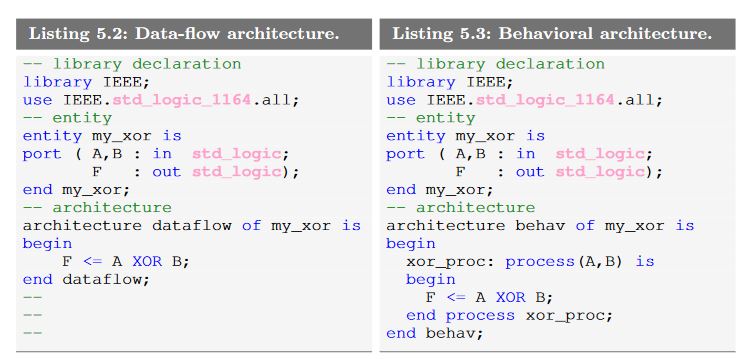 Listing 5.2: Data-flow architecture.
-- library declaration
library IEEE;
use IEEE.std_logic_1164.all;
-- entity
entity my_xor is
port ( A,B : in  std_logic;
       F   : out std_logic);
end my_xor;
-- architecture
architecture dataflow of my_xor is
begin
    F <= A XOR B;
end dataflow;
--
--
--
Listing 5.3: Behavioral architecture.
-- library declaration
library IEEE;
use IEEE.std_logic_1164.all;
-- entity
entity my_xor is
port ( A,B : in  std_logic;
       F   : out std_logic);
end my_xor;
-- architecture
architecture behav of my_xor is
begin
  xor_proc: process(A,B) is
  begin
    F <= A XOR B;
  end process xor_proc;
end behav;